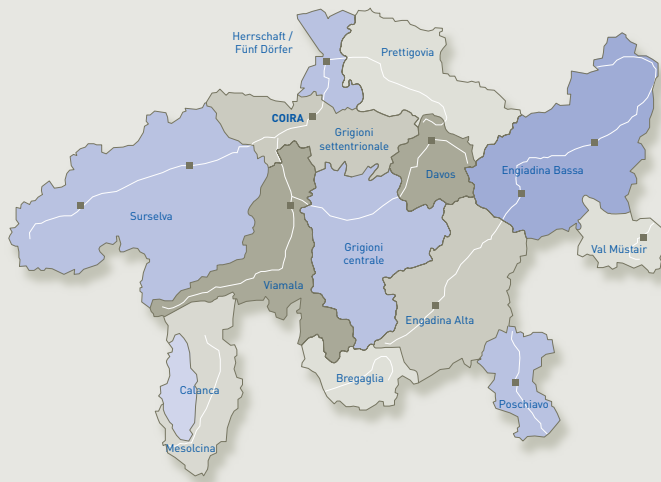 Herrschaft /
Fünf Dörfer
Prettigovia
COIRA
Grigioni
settentrionale
Davos
Engiadina Bassa
Surselva
Grigioni
centrale
Val Müstair
Viamala
Engadina Alta
Bregaglia
Calanca
Poschiavo
Mesolcina